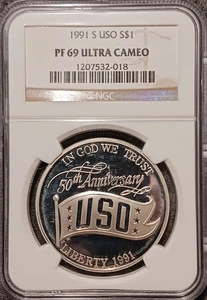 1991 S USO S$1
PF 69 ULTRA CAMEO
1207532-018
NGC
IN GOD WE TRUST
50th Anniversary
USO
LIBERTY 1991